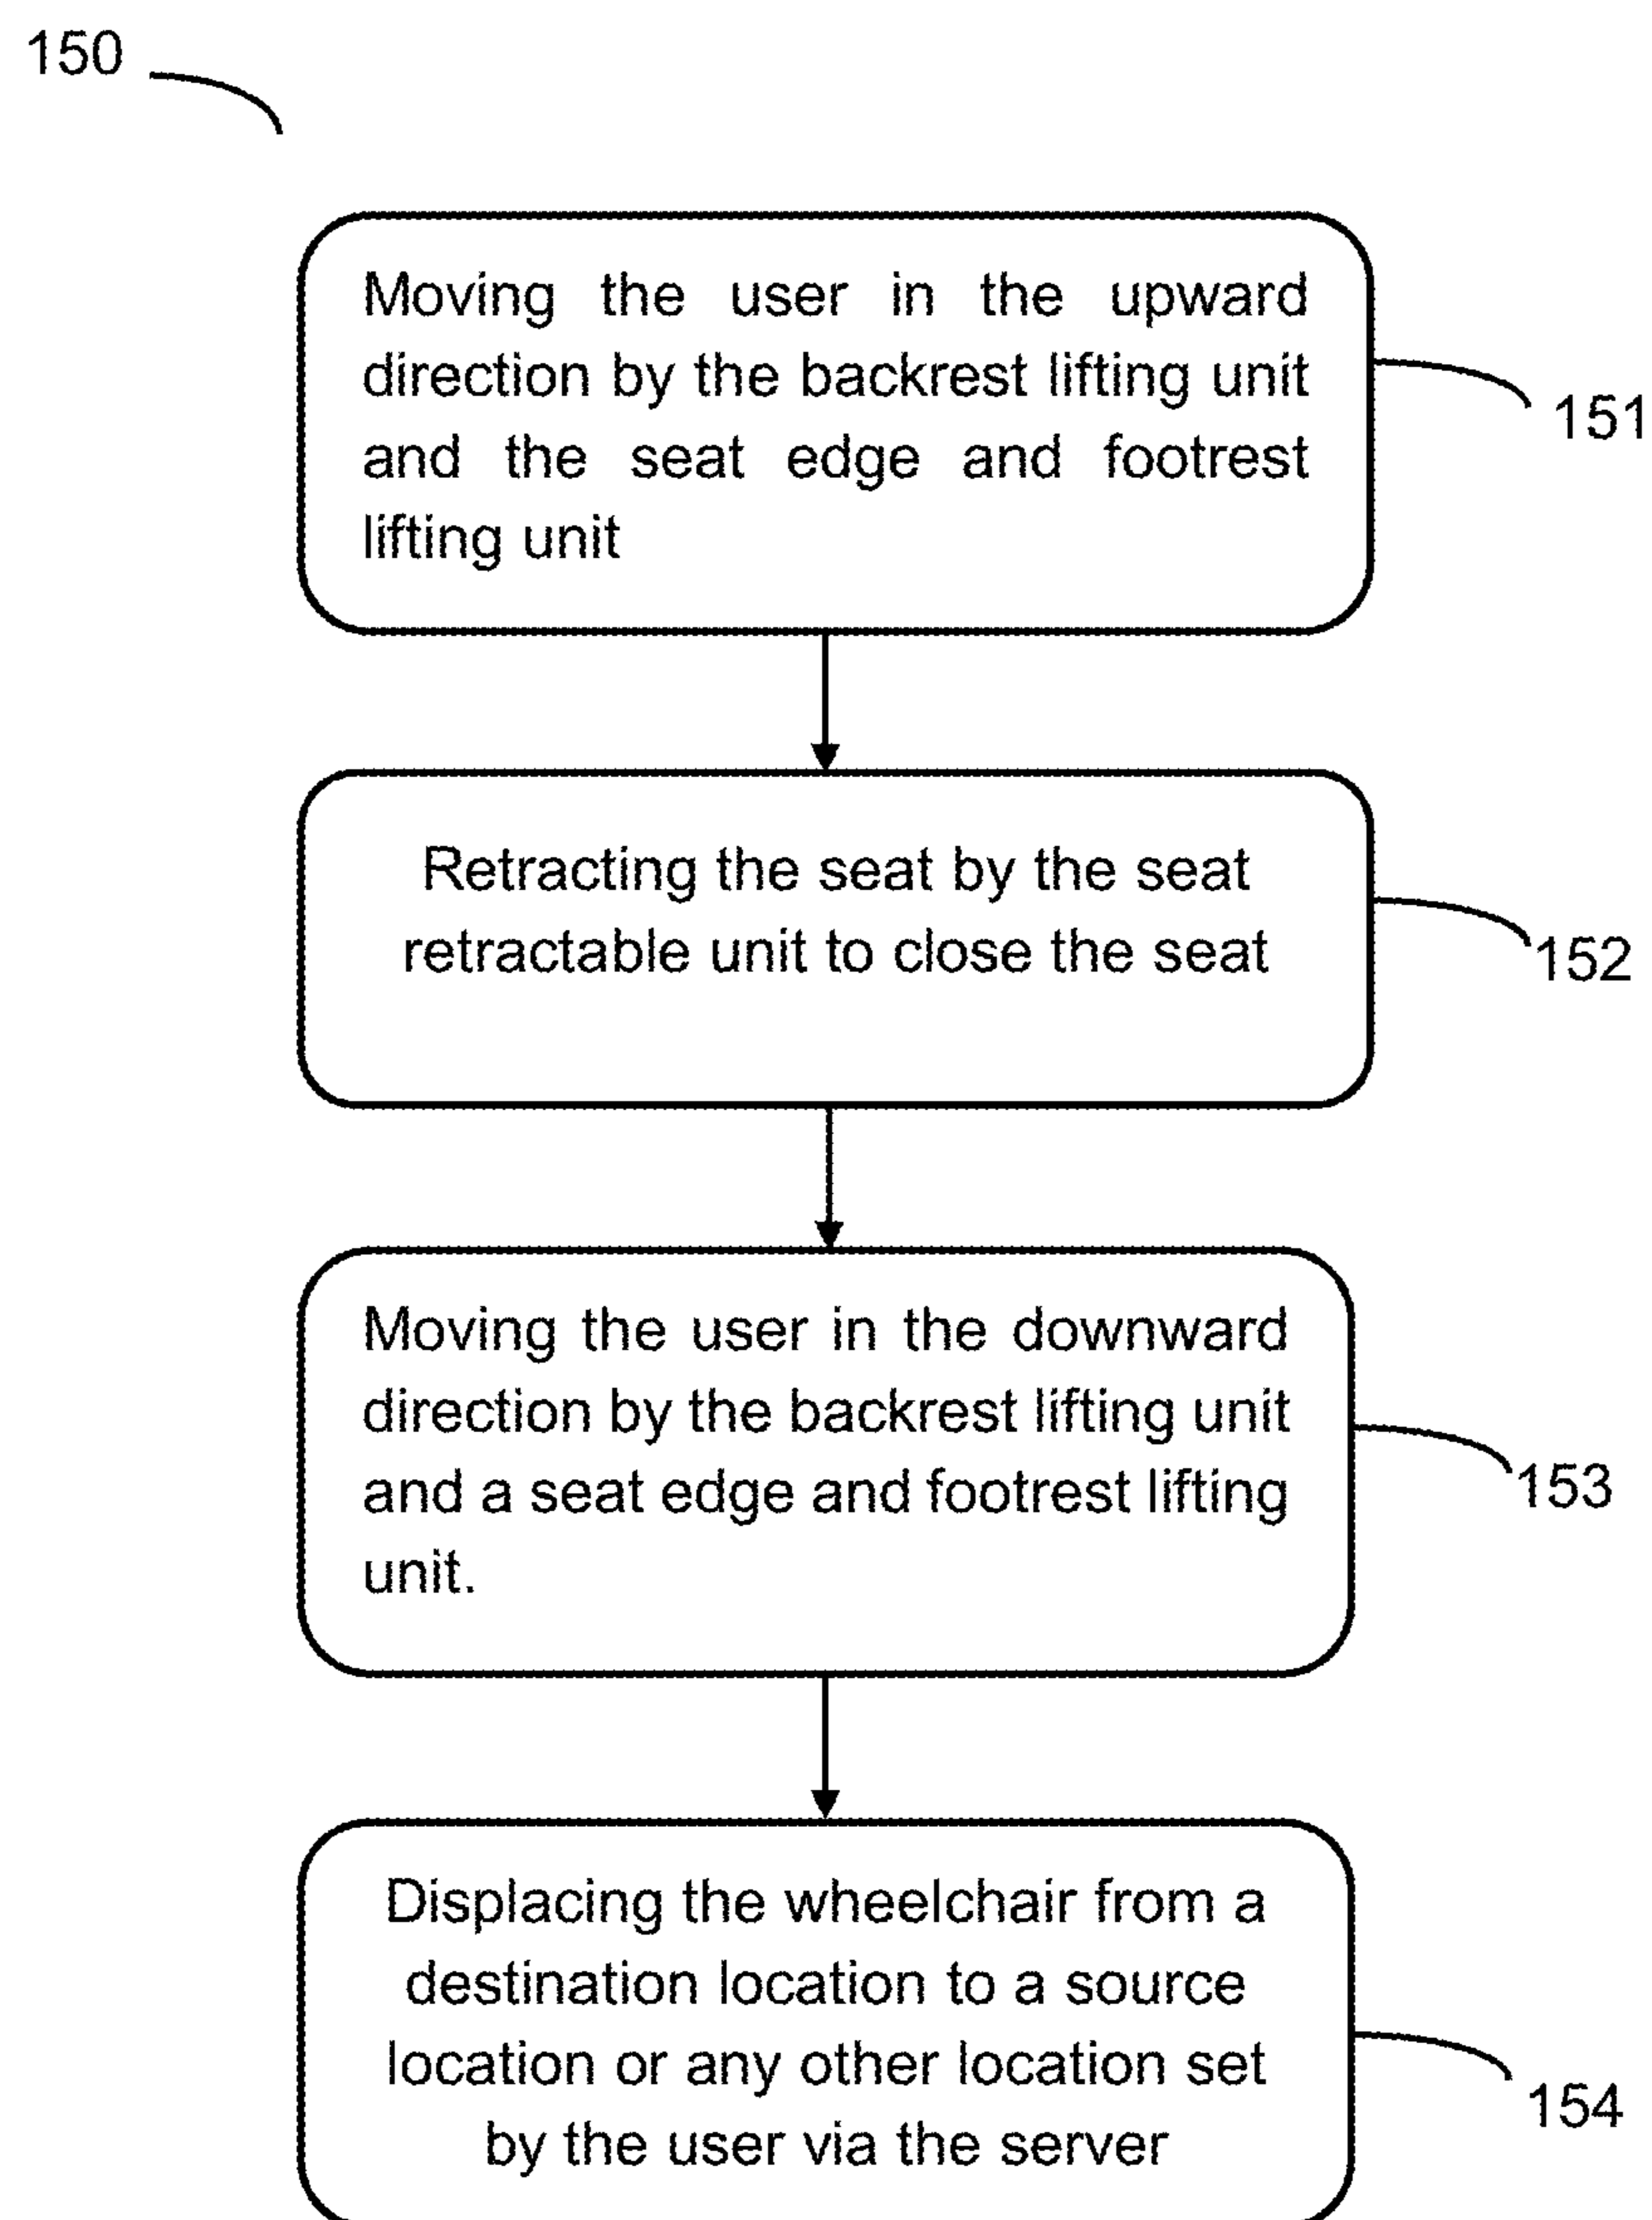 150
Moving the user in the upward
direction by the backrest lifting unit
and the seat edge and footrest
lifting unit
151
Retracting the seat by the seat
retractable unit to close the seat
152
Moving the user in the downward
direction by the backrest lifting unit
and a seat edge and footrest lifting
unit.
153
Displacing the wheelchair from a
destination location to a source
location or any other location set
by the user via the server
154